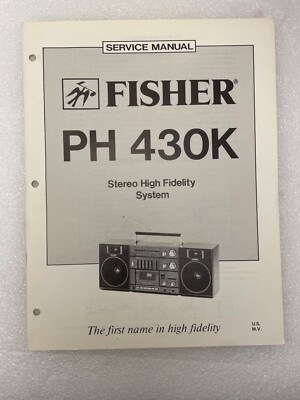 SERVICE MANUAL
FISHER®
PH 430K
Stereo High Fidelity
System
The first name in high fidelity
U.S.
M.V.